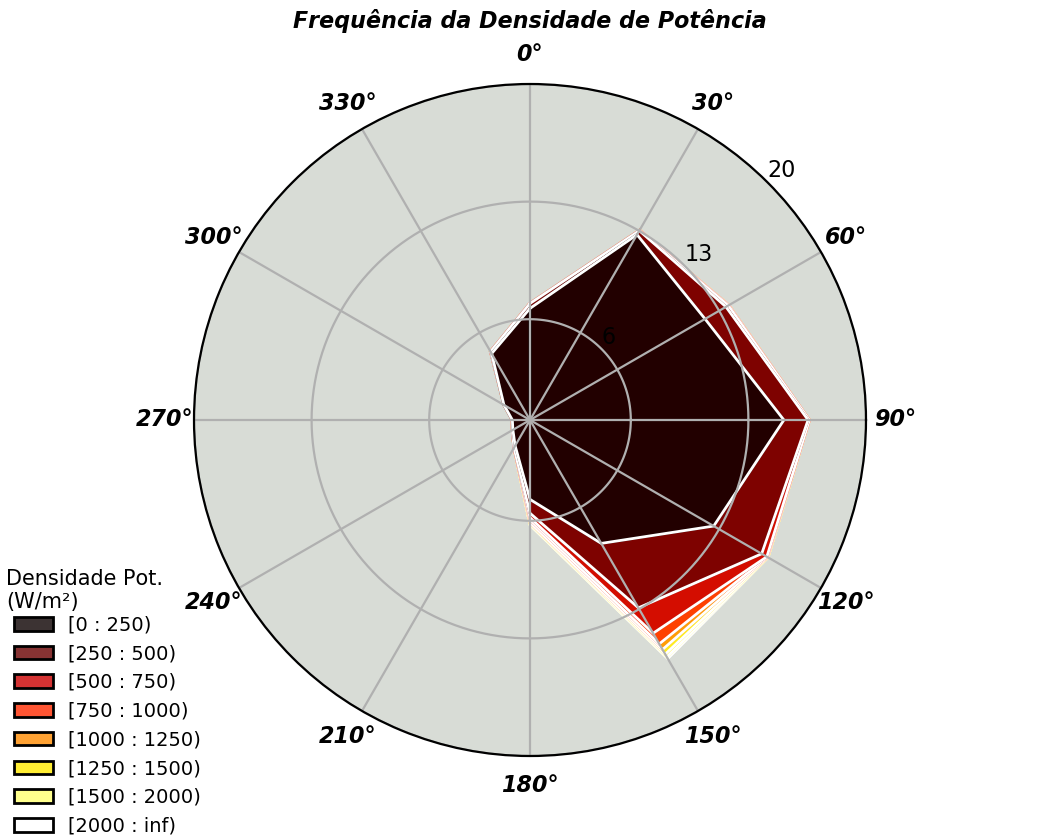 Frequência da Densidade de Potência
0°
330°
30°
20
300°
60°
13
6
270°
90°
240°
120°
210°
150°
180°
Densidade Pot.
(W/m²)
[0 : 250)
[250 : 500)
[500 : 750)
[750 : 1000)
[1000 : 1250)
[1250 : 1500)
[1500 : 2000)
[2000 : inf)